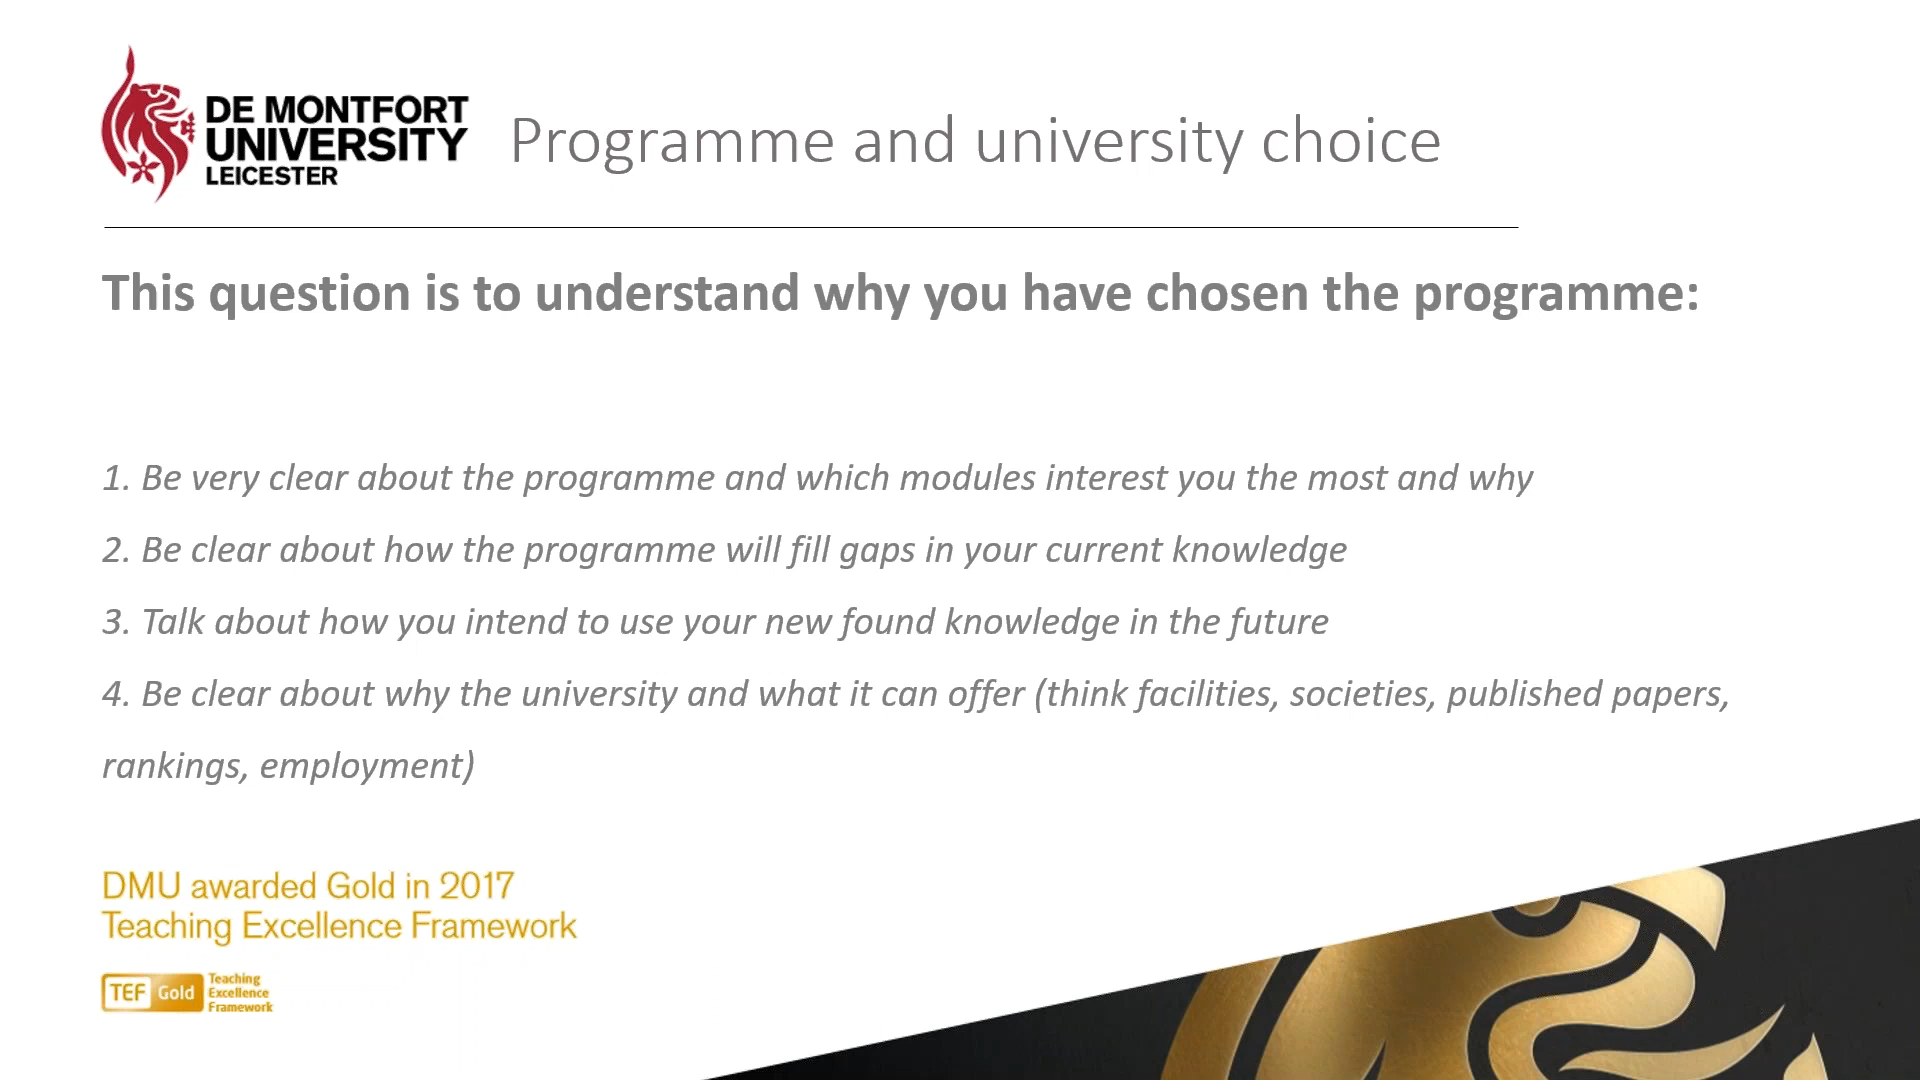 DE MONTFORT
UNIVERSITY
LEICESTER
Programme and university choice
This question is to understand why you have chosen the programme:
1. Be very clear about the programme and which modules interest you the most and why
2. Be clear about how the programme will fill gaps in your current knowledge
3. Talk about how you intend to use your new found knowledge in the future
4. Be clear about why the university and what it can offer (think facilities, societies, published papers,
rankings, employment)
DMU awarded Gold in 2017
Teaching Excellence Framework
TEF Gold
Teaching
Excellence
Framework